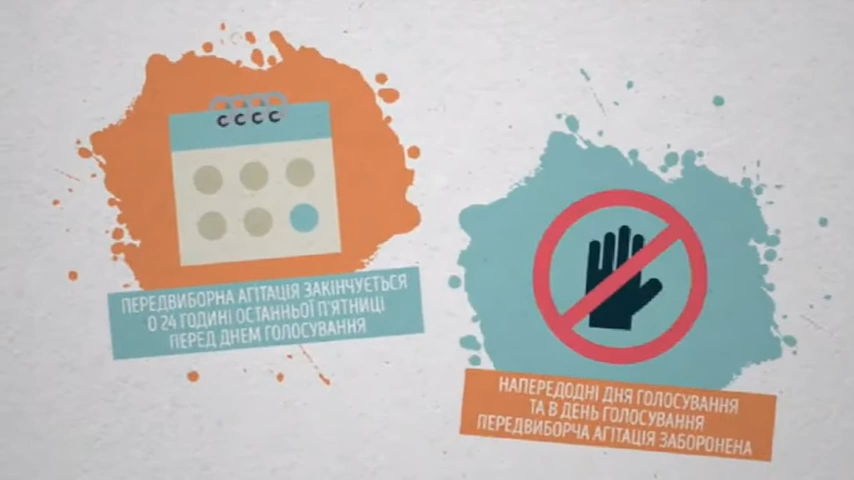 ПЕРЕДВИБОРНА АГІТАЦІЯ ЗАКІНЧУЄТЬСЯ
О 24 ГОДИНІ ОСТАННЬОЇ П'ЯТНИЦІ
ПЕРЕД ДНЕМ ГОЛОСУВАННЯ
НАПЕРЕДОДНІ ДНЯ ГОЛОСУВАННЯ
ТА В ДЕНЬ ГОЛОСУВАННЯ
ПЕРЕДВИБОРЧА АГІТАЦІЯ ЗАБОРОНЕНА